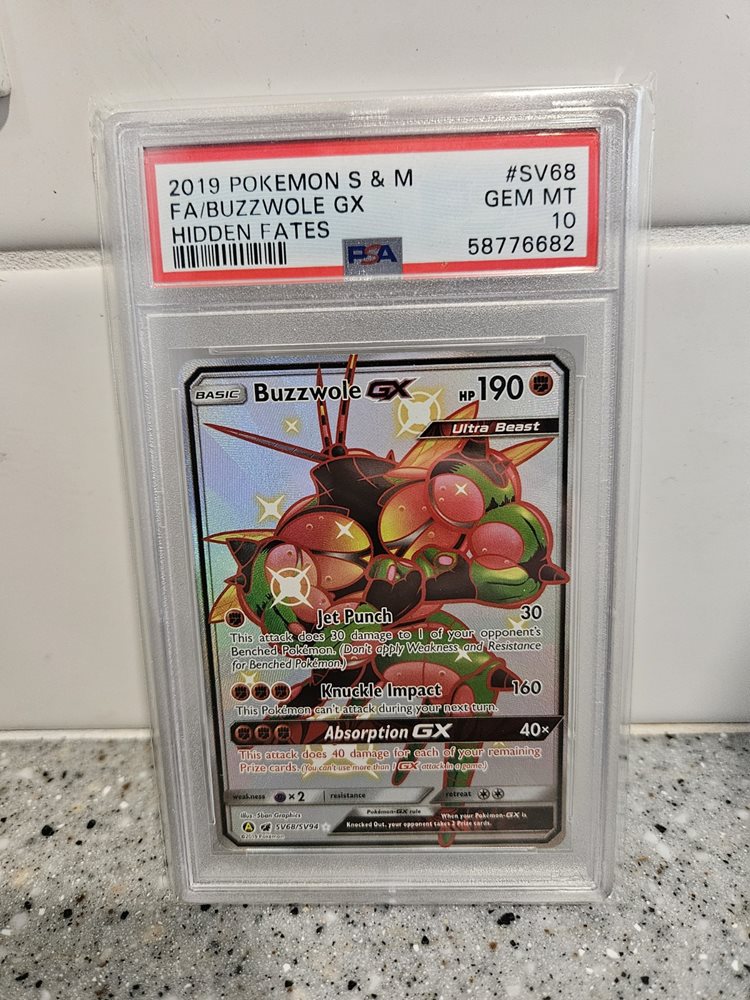 2019 POKEMON S & M #SV68
FA/BUZZWOLE GX GEM MT
HIDDEN FATES 10
PSA 58776682
BASIC Buzzwole GX HP 190
Ultra Beast
Jet Punch 30
This attack does 30 damage to 1 of your opponent's
Benched Pokémon. (Don't apply Weakness and Resistance
for Benched Pokémon.)
Knuckle Impact 160
This Pokémon can't attack during your next turn.
Absorption GX 40×
This attack does 40 damage for each of your remaining
Prize cards. (You can't use more than 1 GX attack in a game.)
weakness ×2 resistance retreat
Illus. 5ban Graphics Pokémon-GX rule When your Pokémon-GX is
A SV68/SV94 Knocked Out, your opponent takes 2 Prize cards.
©2019 Pokémon